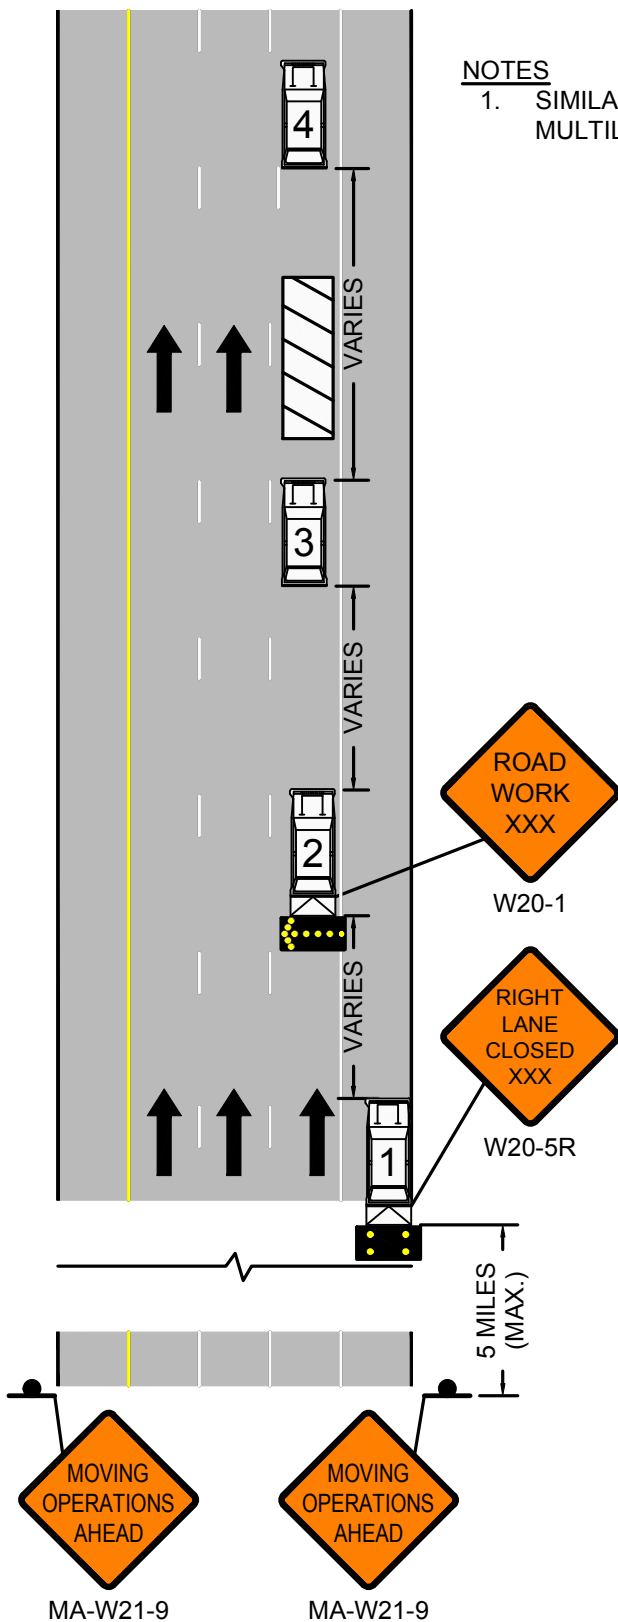 NOTES
1. SIMILA
MULTIL
4
VARIES
3
VARIES
ROAD
WORK
XXX
W20-1
2
VARIES
RIGHT
LANE
CLOSED
XXX
W20-5R
1
5 MILES
(MAX.)
MOVING
OPERATIONS
AHEAD
MA-W21-9
MOVING
OPERATIONS
AHEAD
MA-W21-9